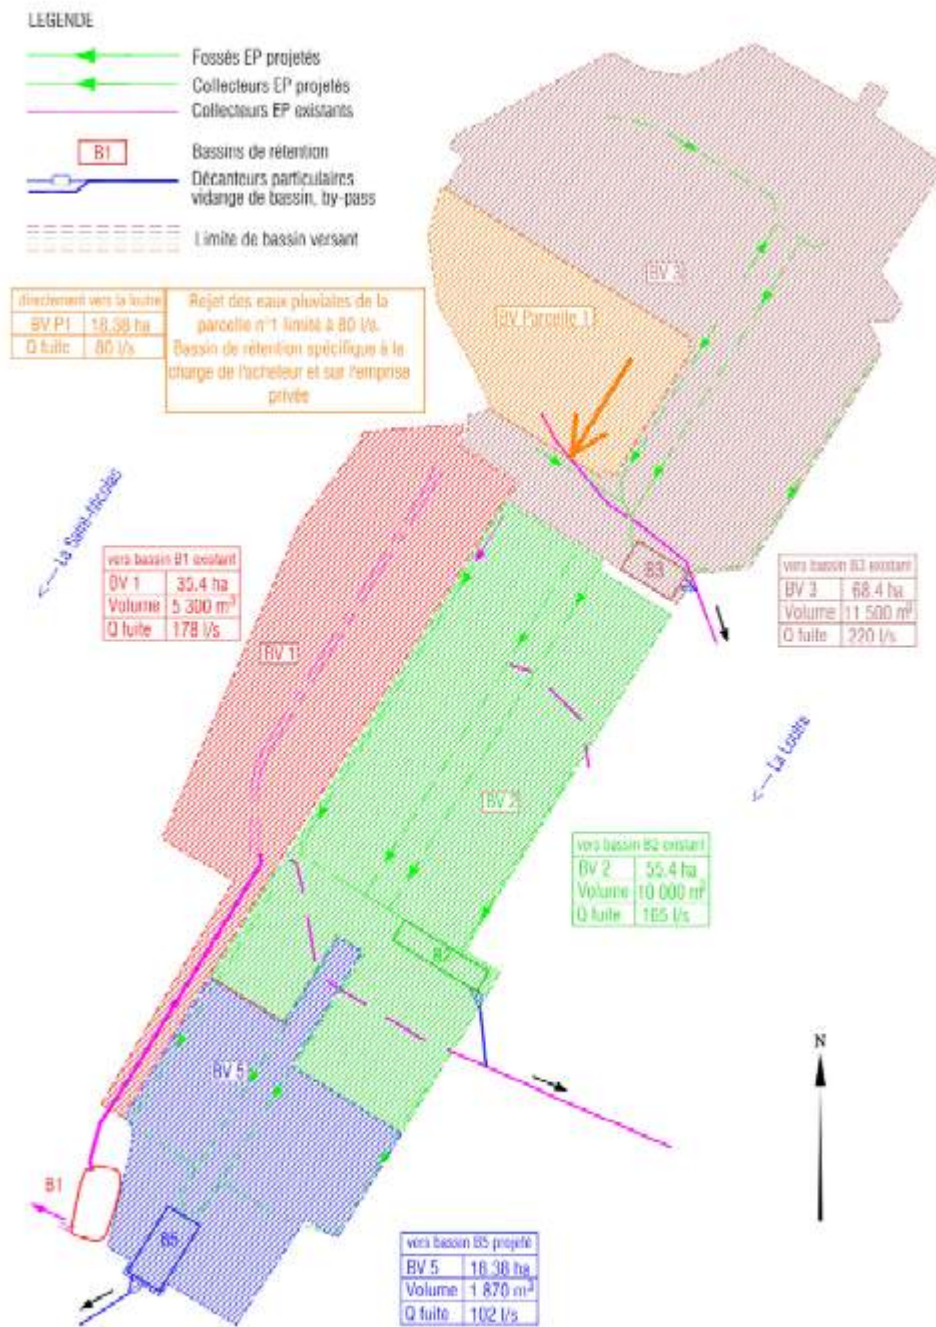 LEGENDE
Fossés EP projetés
Collecteurs EP projetés
Collecteurs EP existants
B1
Bassins de rétention
Décanteurs particulaires
vidange de bassin, by-pass
Limite de bassin versant
directement vers la loutre
BV P1 18.38 ha
Q fuite 80 l/s
Rejet des eaux pluviales de la
parcelle n°1 limité à 80 l/s.
Bassin de rétention spécifique à la
charge de l'acheteur et sur l'emprise
privée
BV 3
BV Parcelle 1
<--- La Saint-Nicolas
vers bassin B1 existant
BV 1 35.4 ha
Volume 5 300 m³
Q fuite 178 l/s
B3
vers bassin B3 existant
BV 3 68.4 ha
Volume 11 500 m³
Q fuite 220 l/s
BV 1
<--- La Loutre
BV 2
vers bassin B2 existant
BV 2 55.4 ha
Volume 10 000 m³
Q fuite 165 l/s
B2
BV 5
N
B1
B5
vers bassin B5 projeté
BV 5 18.38 ha
Volume 1 870 m³
Q fuite 102 l/s